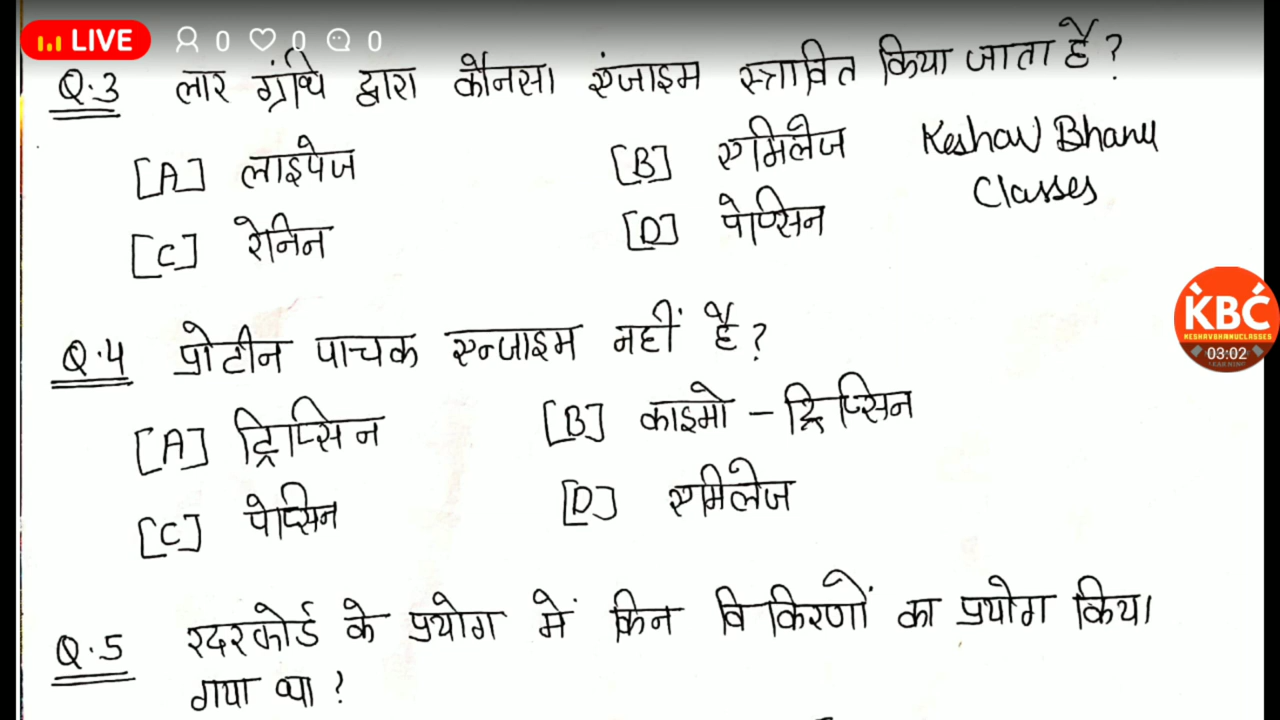 LIVE 0 0 0
Q.3 लार ग्रंथि द्वारा कौनसा एंजाइम स्त्रावित किया जाता है ?
[A] लाइपेज [B] एमिलेज
[C] रेनिन [D] पेप्सिन
Keshav Bhanu
Classes
KBC
KESHAVBHANUCLASSES
03:02
Q.4 प्रोटीन पाचक एन्जाइम नहीं है ?
[A] ट्रिप्सिन [B] काइमो - ट्रिप्सिन
[C] पेप्सिन [D] एमिलेज
Q.5 रदरफोर्ड के प्रयोग में किन विकिरणों का प्रयोग किया
गया था ?